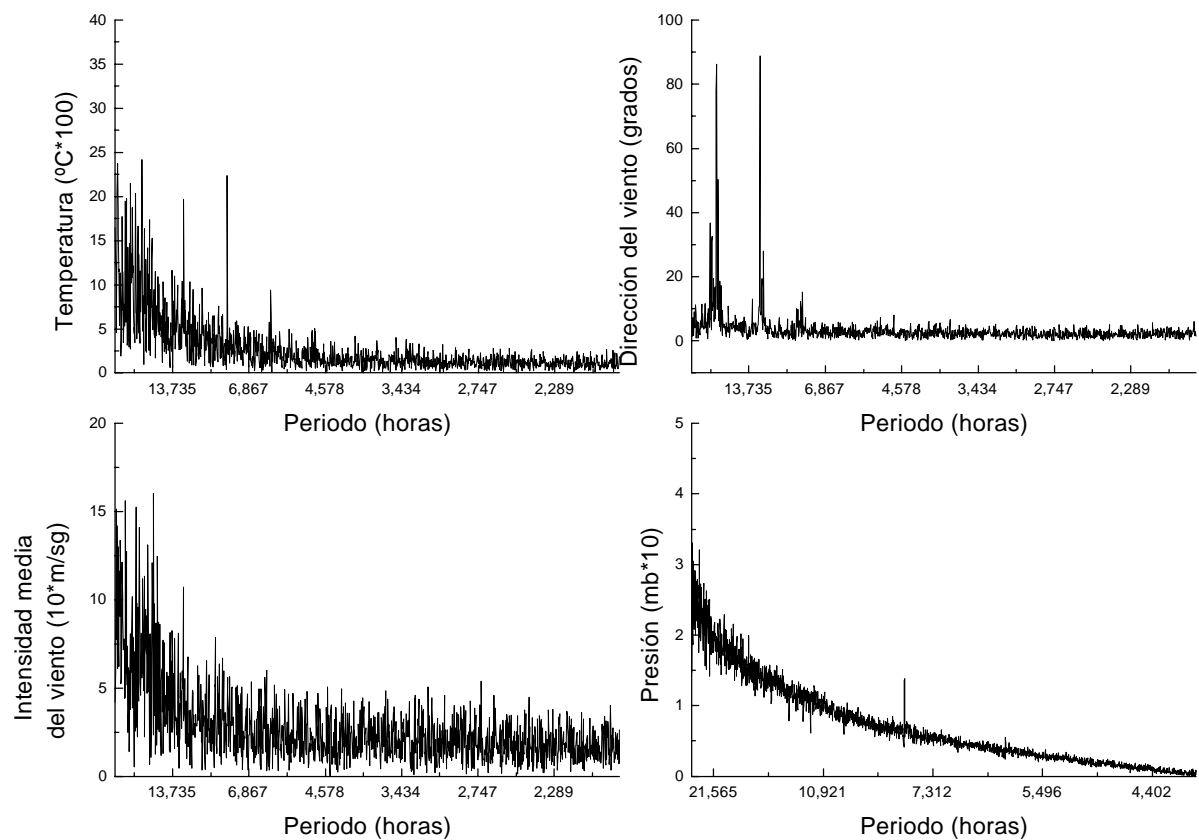 40
35
30
25
20
15
10
5
0
Temperatura (ºC*100)
13,735 6,867 4,578 3,434 2,747 2,289
Periodo (horas)
100
80
60
40
20
0
Dirección del viento (grados)
13,735 6,867 4,578 3,434 2,747 2,289
Periodo (horas)
20
15
10
5
0
Intensidad media
del viento (10*m/sg)
13,735 6,867 4,578 3,434 2,747 2,289
Periodo (horas)
5
4
3
2
1
0
Presión (mb*10)
21,565 10,921 7,312 5,496 4,402
Periodo (horas)